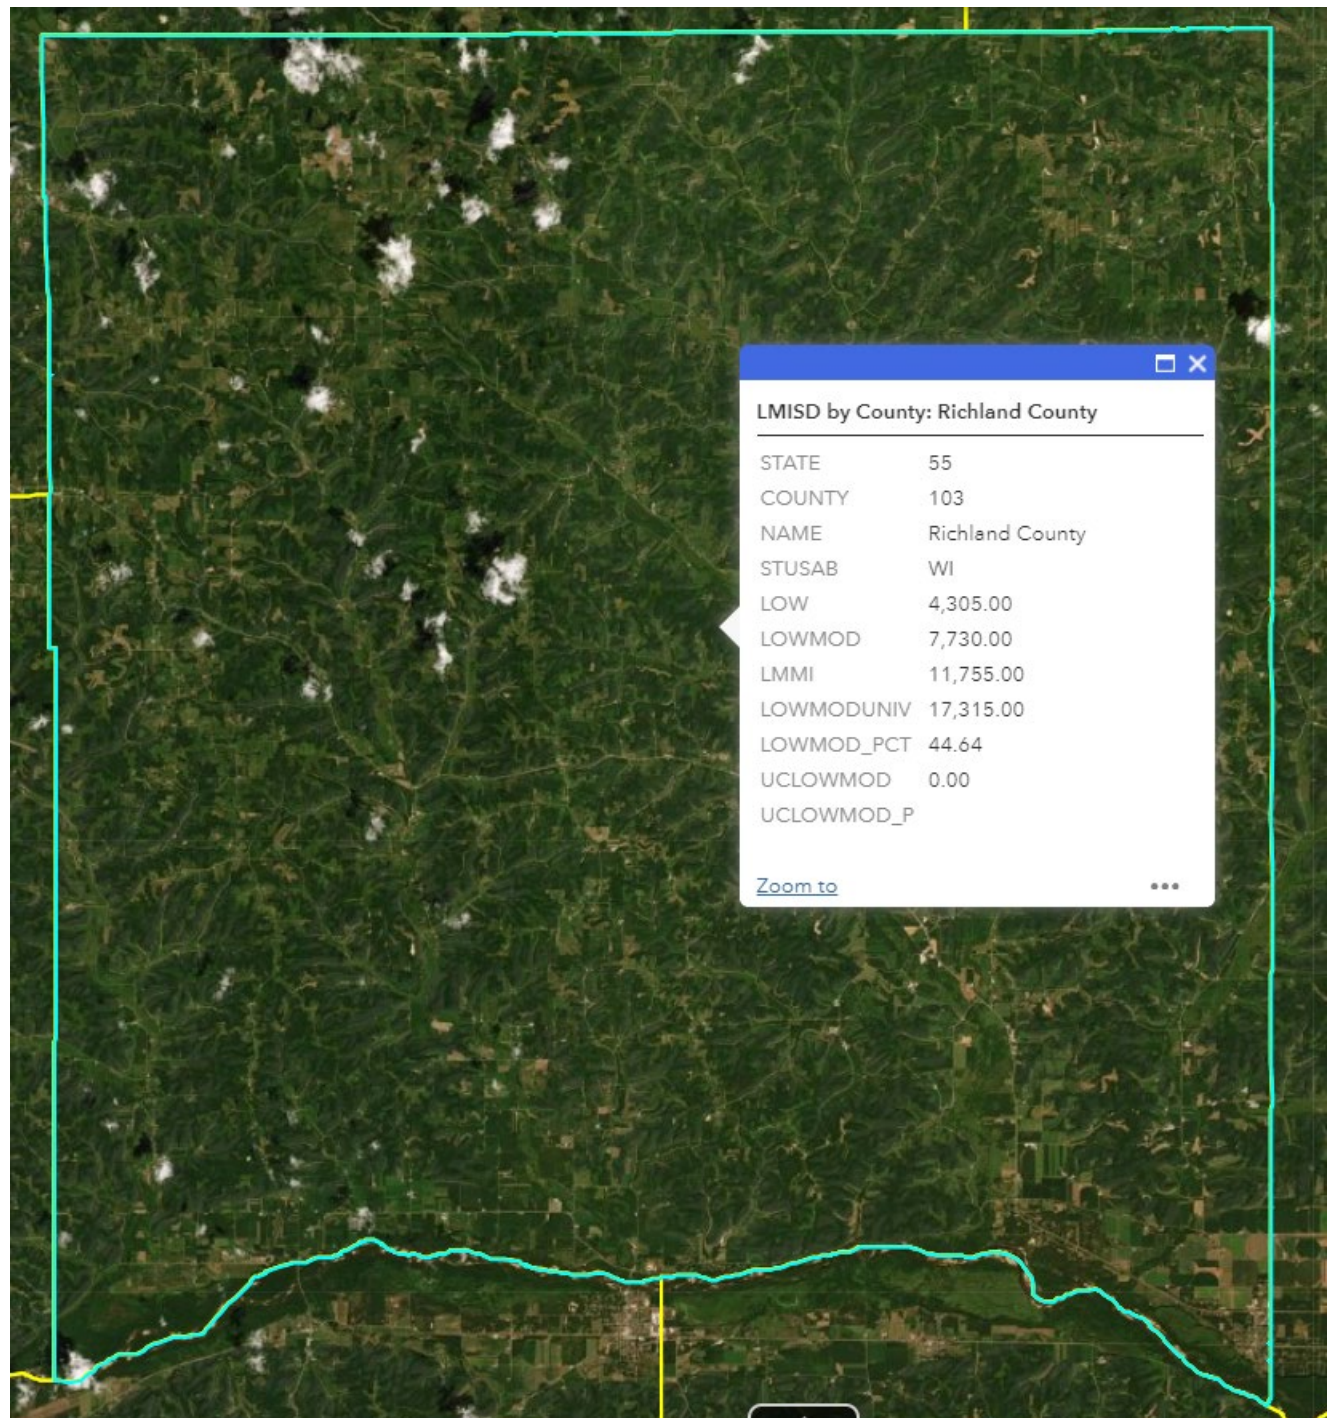 LMISD by County: Richland County
STATE 55
COUNTY 103
NAME Richland County
STUSAB WI
LOW 4,305.00
LOWMOD 7,730.00
LMMI 11,755.00
LOWMODUNIV 17,315.00
LOWMOD_PCT 44.64
UCLOWMOD 0.00
UCLOWMOD_P
Zoom to